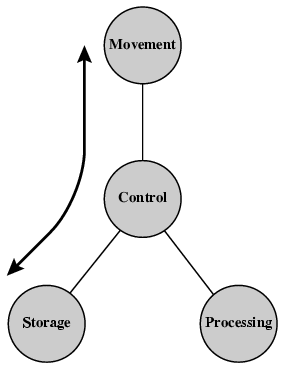 Movement
Control
Storage
Processing